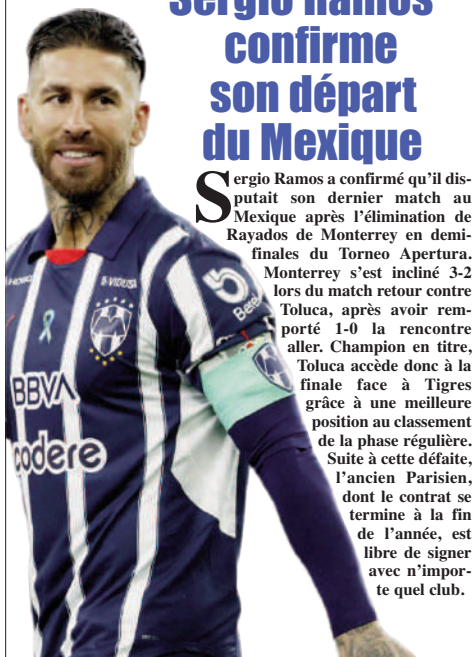 Sergio Ramos
confirme
son départ
du Mexique
Sergio Ramos a confirmé qu'il dis-
putait son dernier match au
Mexique après l'élimination de
Rayados de Monterrey en demi-
finales du Torneo Apertura.
Monterrey s'est incliné 3-2
lors du match retour contre
Toluca, après avoir rem-
porté 1-0 la rencontre
aller. Champion en titre,
Toluca accède donc à la
finale face à Tigres
grâce à une meilleure
position au classement
de la phase régulière.
Suite à cette défaite,
l'ancien Parisien,
dont le contrat se
termine à la fin
de l'année, est
libre de signer
avec n'impor-
te quel club.
BBVA
codere